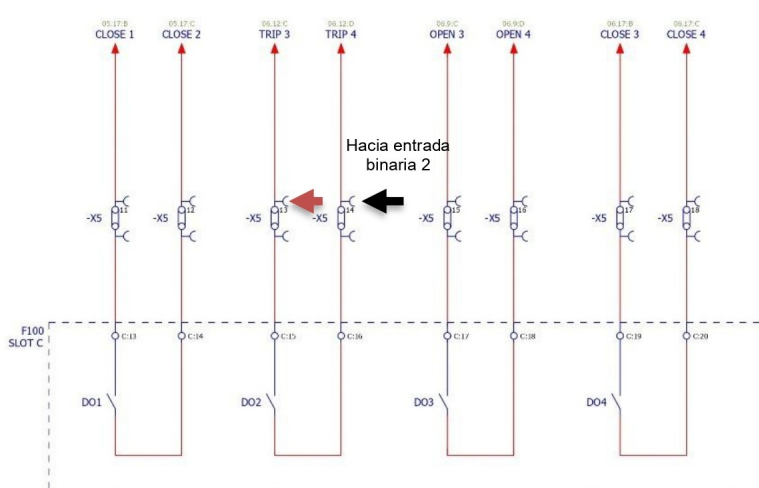 05.17:B 05.17:C 06.12:C 06.12:D 06.9:C 06.9:D 06.17:B 06.17:C
CLOSE 1 CLOSE 2 TRIP 3 TRIP 4 OPEN 3 OPEN 4 CLOSE 3 CLOSE 4
Hacia entrada
binaria 2
-X5 11 -X5 12 -X5 13 -X5 14 -X5 15 -X5 16 -X5 17 -X5 18
F100
SLOT C
C:13 C:14 C:15 C:16 C:17 C:18 C:19 C:20
DO1 DO2 DO3 DO4